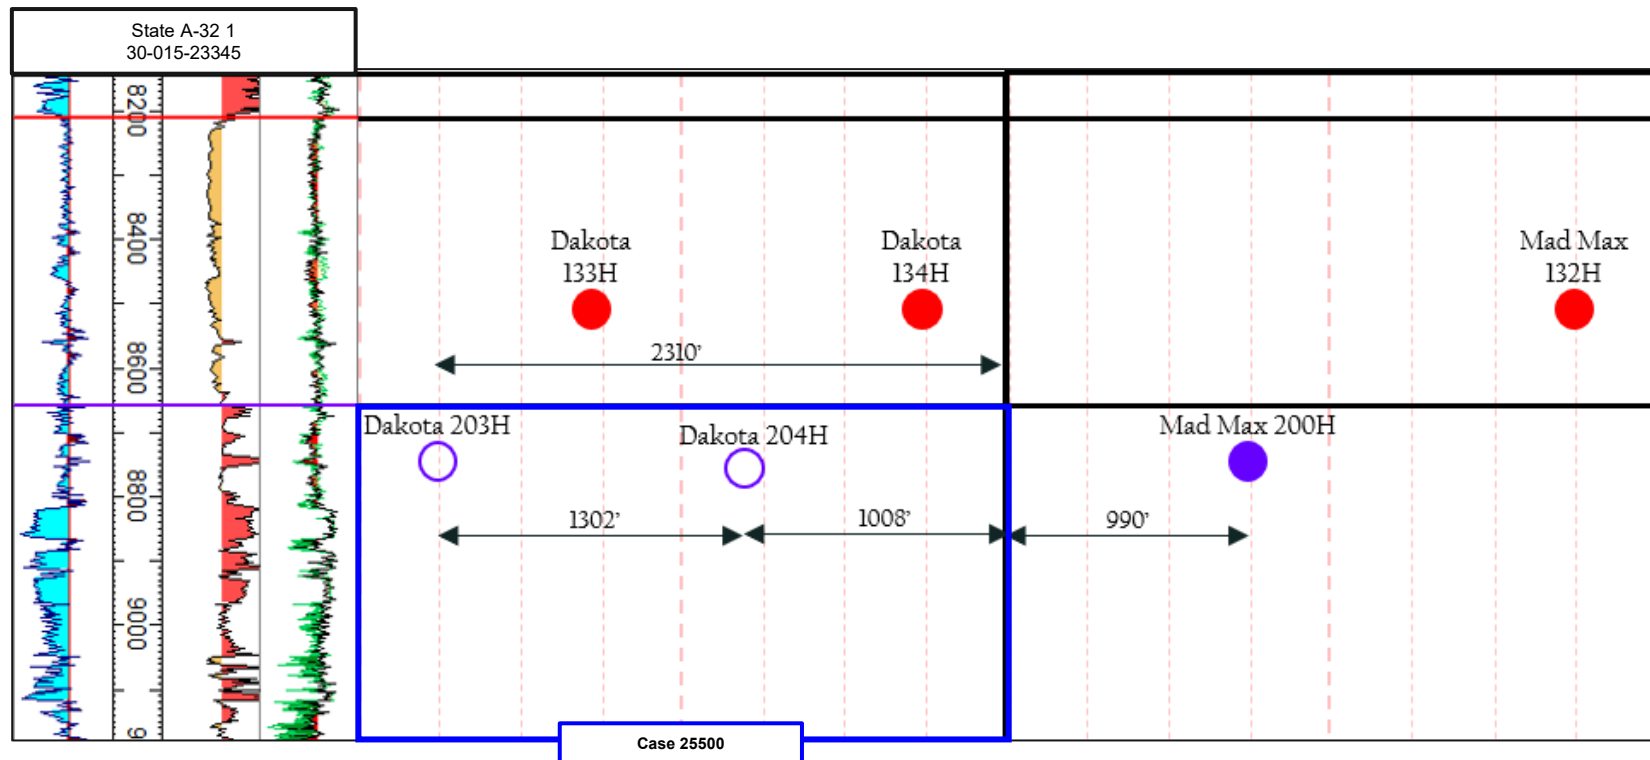 State A-32 1
30-015-23345
8200
8400
Dakota
133H
Dakota
134H
Mad Max
132H
2310'
8600
Dakota 203H
Dakota 204H
Mad Max 200H
8800
1302'
1008'
990'
9000
9
Case 25500